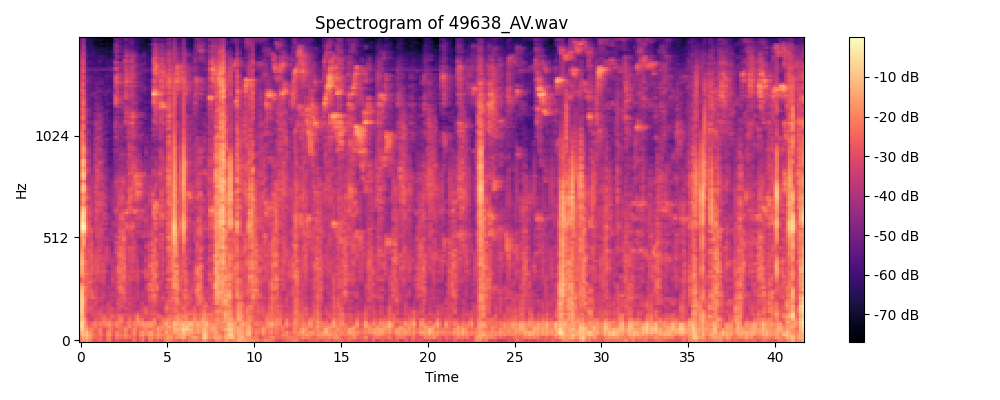 Spectrogram of 49638_AV.wav
Hz
1024
512
0
0 5 10 15 20 25 30 35 40
Time
-10 dB
-20 dB
-30 dB
-40 dB
-50 dB
-60 dB
-70 dB